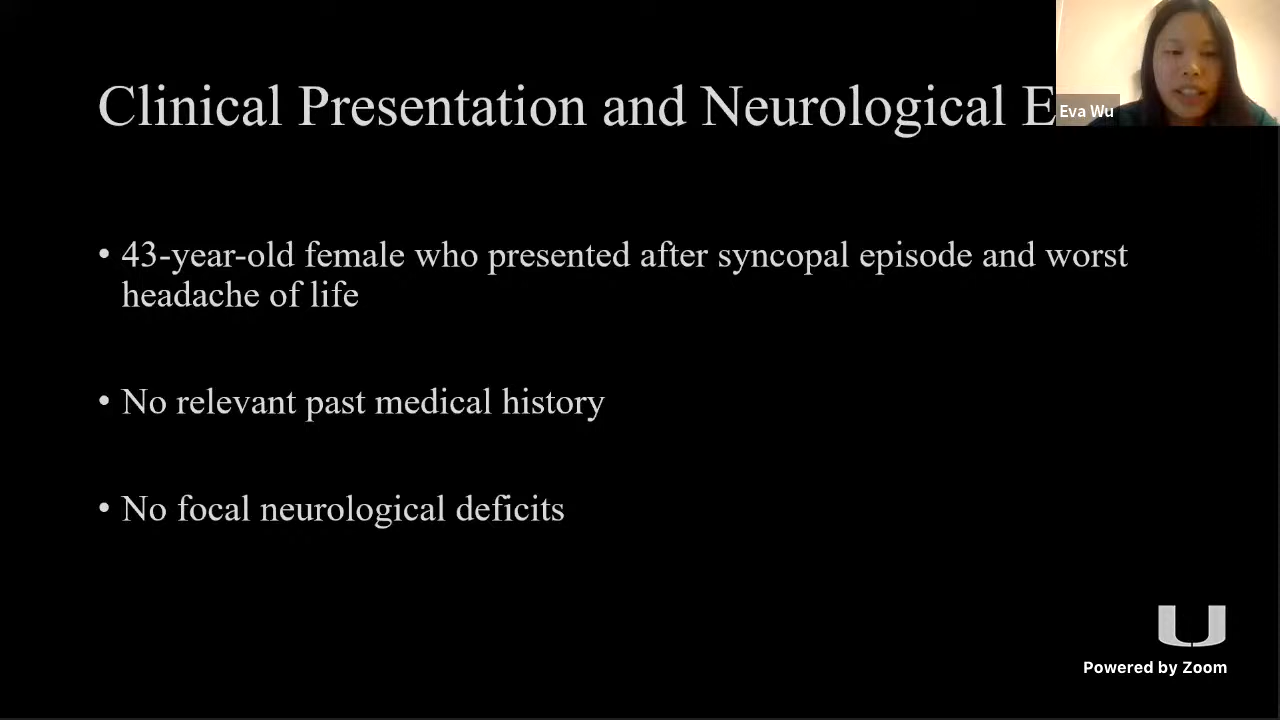 Clinical Presentation and Neurological E
Eva Wu
• 43-year-old female who presented after syncopal episode and worst
headache of life
• No relevant past medical history
• No focal neurological deficits
U
Powered by Zoom